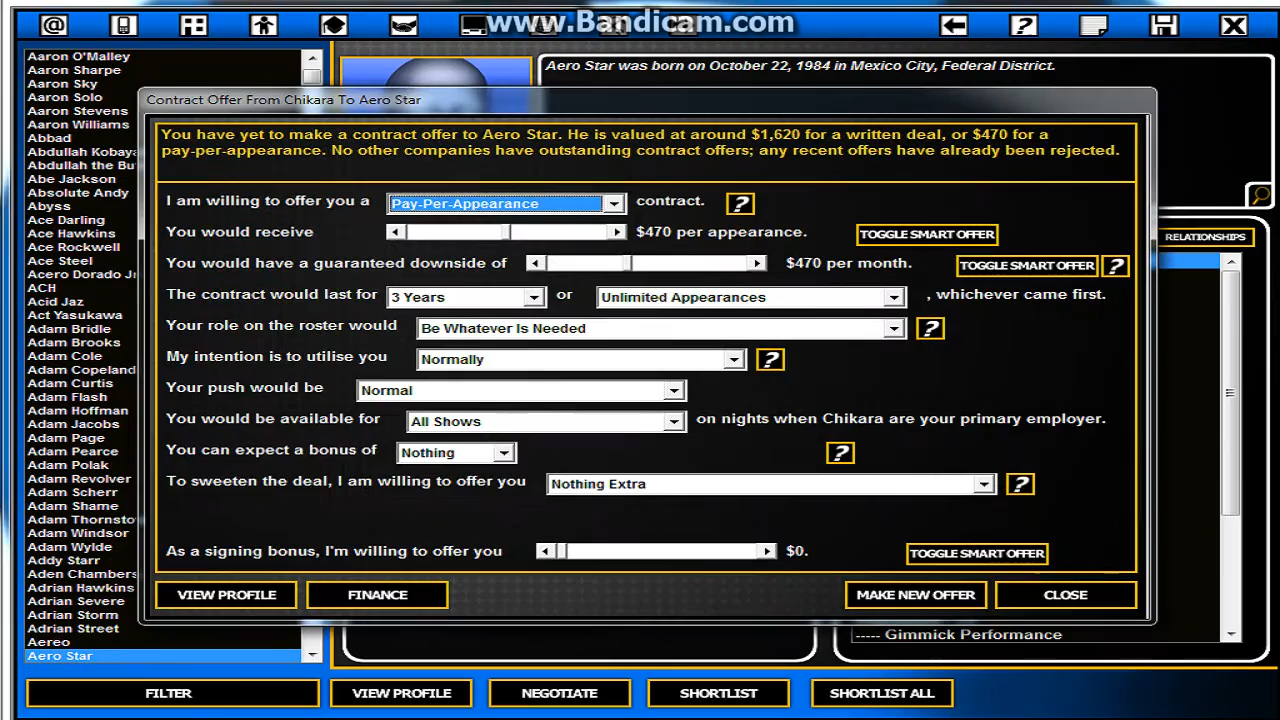 www.Bandicam.com
Aaron O'Malley
Aaron Sharpe
Aaron Sky
Aaron Solo
Aaron Stevens
Aaron Williams
Abbad
Abdullah Kobaya
Abdullah the Bu
Abe Jackson
Absolute Andy
Abyss
Ace Darling
Ace Hawkins
Ace Rockwell
Ace Steel
Acero Dorado Jr
ACH
Acid Jaz
Act Yasukawa
Adam Bridle
Adam Brooks
Adam Cole
Adam Copeland
Adam Curtis
Adam Flash
Adam Hoffman
Adam Jacobs
Adam Page
Adam Pearce
Adam Polak
Adam Revolver
Adam Scherr
Adam Shame
Adam Thornsto
Adam Windsor
Adam Wylde
Addy Starr
Aden Chambers
Adrian Hawkins
Adrian Severe
Adrian Storm
Adrian Street
Aereo
Aero Star
Aero Star was born on October 22, 1984 in Mexico City, Federal District.
Contract Offer From Chikara To Aero Star
You have yet to make a contract offer to Aero Star. He is valued at around $1,620 for a written deal, or $470 for a
pay-per-appearance. No other companies have outstanding contract offers; any recent offers have already been rejected.
I am willing to offer you a Pay-Per-Appearance contract. ?
You would receive $470 per appearance. TOGGLE SMART OFFER
You would have a guaranteed downside of $470 per month. TOGGLE SMART OFFER ?
The contract would last for 3 Years or Unlimited Appearances , whichever came first.
Your role on the roster would Be Whatever Is Needed ?
My intention is to utilise you Normally ?
Your push would be Normal
You would be available for All Shows on nights when Chikara are your primary employer.
You can expect a bonus of Nothing ?
To sweeten the deal, I am willing to offer you Nothing Extra ?
As a signing bonus, I'm willing to offer you $0. TOGGLE SMART OFFER
VIEW PROFILE FINANCE MAKE NEW OFFER CLOSE
RELATIONSHIPS
----- Gimmick Performance
FILTER VIEW PROFILE NEGOTIATE SHORTLIST SHORTLIST ALL